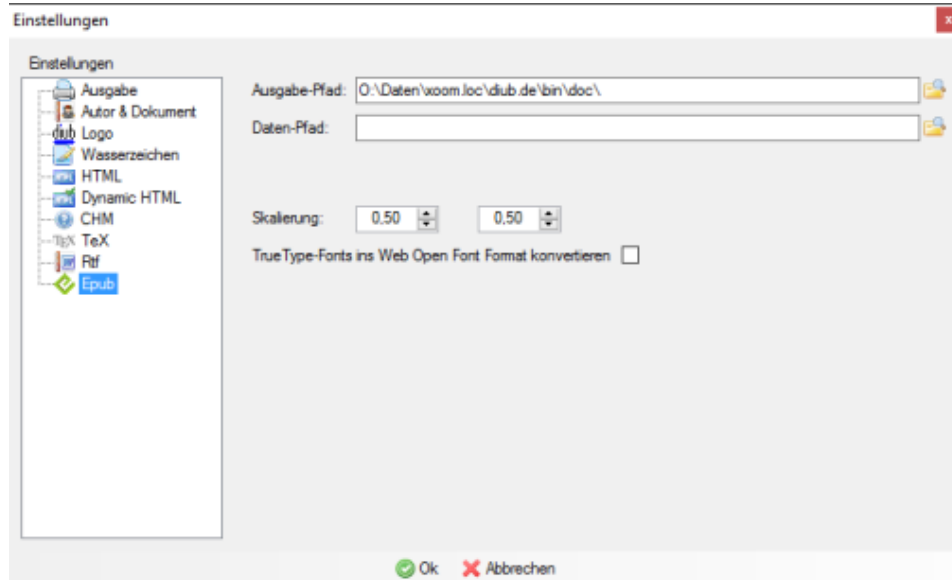 Einstellungen
x
Einstellungen
Ausgabe
Autor & Dokument
diub Logo
Wasserzeichen
HTML
Dynamic HTML
CHM
TeX TeX
Rtf
Epub
Ausgabe-Pfad: O:\Daten\xoom.loc\diub.de\bin\doc\
Daten-Pfad:
Skalierung: 0,50 0,50
TrueType-Fonts ins Web Open Font Format konvertieren
Ok Abbrechen